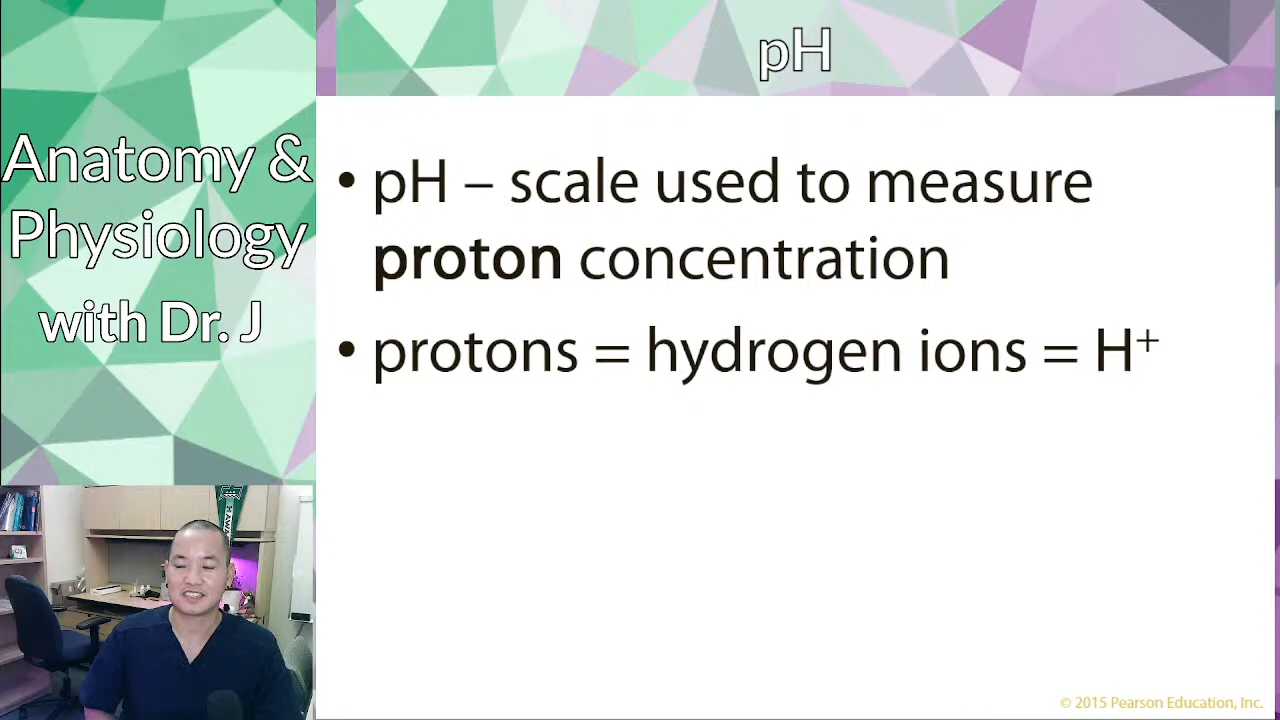 pH
Anatomy &
Physiology
with Dr. J
• pH – scale used to measure
proton concentration
• protons = hydrogen ions = H⁺
© 2015 Pearson Education, Inc.